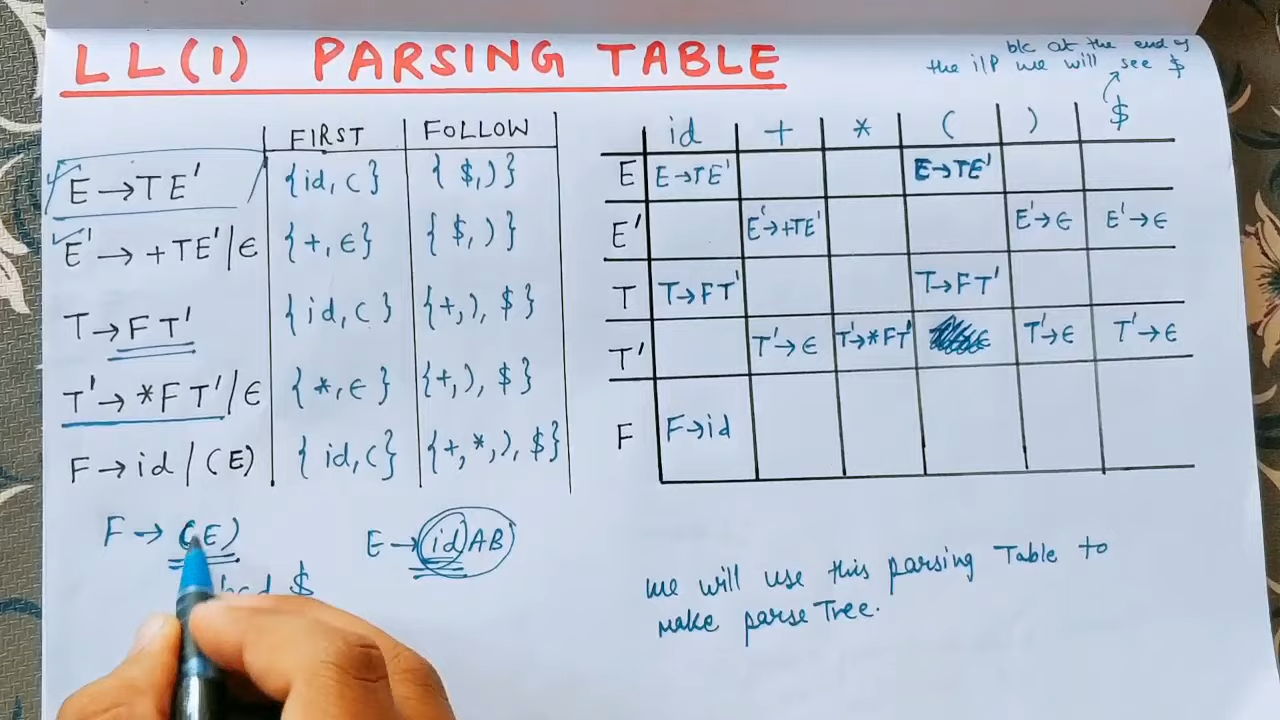 LL(1) PARSING TABLE
b/c at the end of
the i/P we will see $
FIRST FOLLOW
E→TE' {id, (} {$, )}
E'→+TE'/ϵ {+, ϵ} {$, )}
T→FT' {id, (} {+, ), $}
T'→*FT'/ϵ {*, ϵ} {+, ), $}
F→id/(E) {id, (} {+, *, ), $}
id + * ( ) $
E E→TE' E→TE'
E' E'→+TE' E'→ϵ E'→ϵ
T T→FT' T→FT'
T' T'→ϵ T'→*FT' T'→ϵ T'→ϵ
F F→id
F→(E)
E→idAB
$
we will use this parsing Table to
make parse Tree.